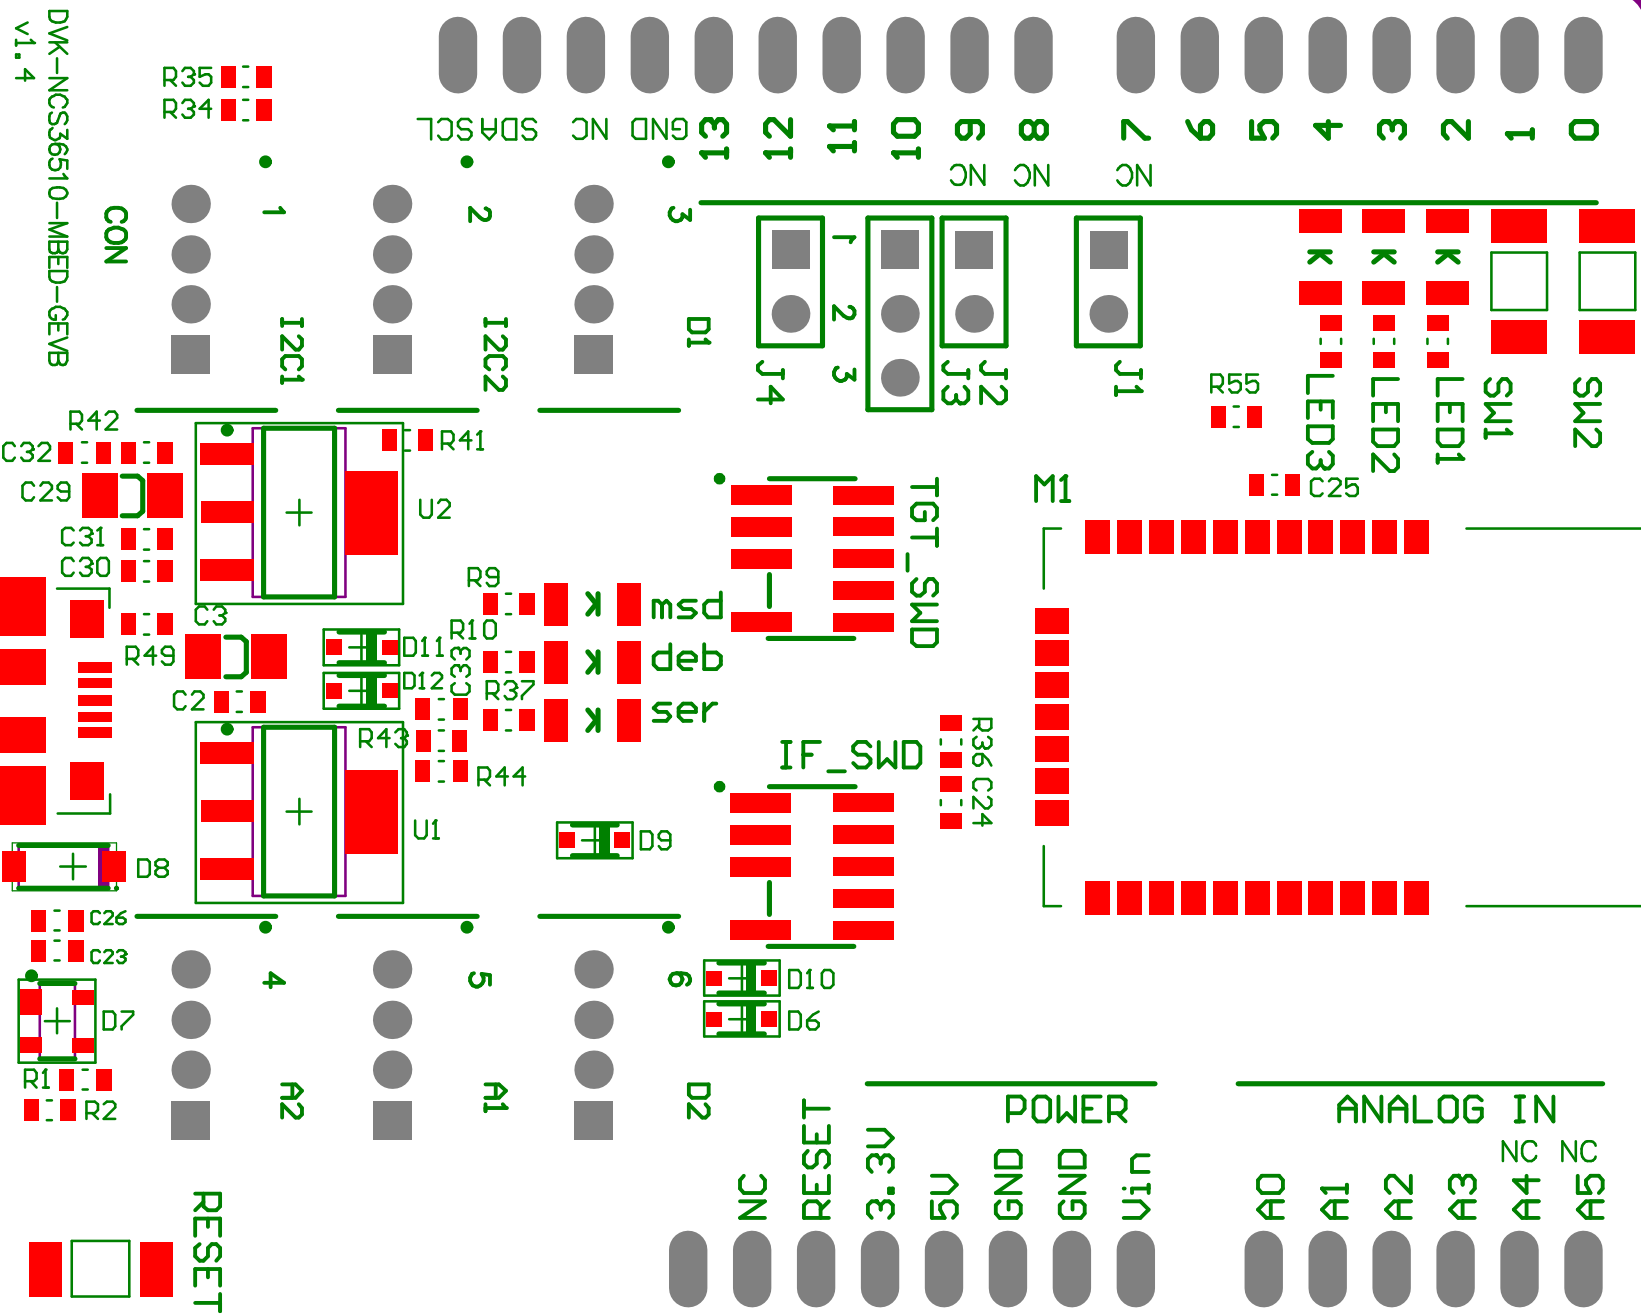 DVK-NCS36510-MBED-GEVB
v1.4
R35
R34
SCL
SDA
NC
GND
13
12
11
10
9
8
7
6
5
4
3
2
1
0
NC
NC
NC
CON
1
2
3
I2C1
I2C2
D1
1
2
3
J4
J3
J2
J1
K
K
K
R55
LED3
LED2
LED1
SW1
SW2
R42
C32
C29
R41
U2
C31
C30
C3
R49
C2
C25
M1
TGT_SWD
R9
R10
D11
D12
C33
R37
K
K
K
msd
deb
ser
R43
R44
U1
IF_SWD
R36
C24
D9
D8
C26
C23
D7
R1
R2
4
5
6
D10
D6
A2
A1
D2
POWER
ANALOG IN
NC
NC
NC
RESET
3.3V
5V
GND
GND
Vin
A0
A1
A2
A3
A4
A5
RESET